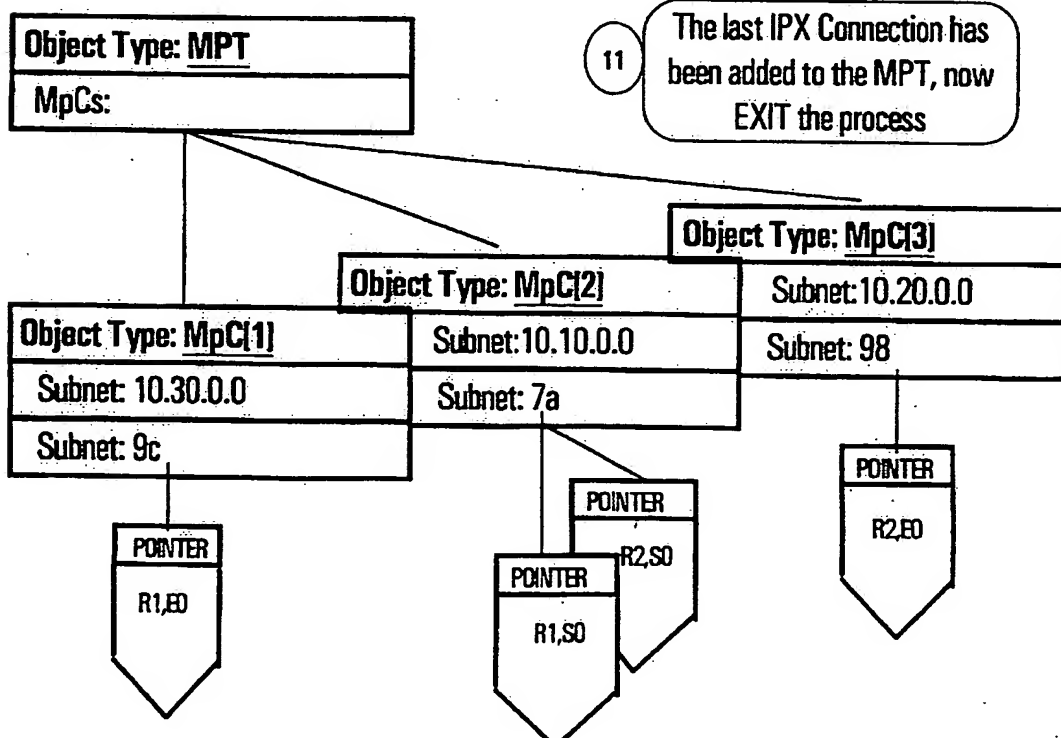 Object Type: MPT
MpCs:
11
The last IPX Connection has
been added to the MPT, now
EXIT the process
Object Type: MpC[3]
Subnet:10.20.0.0
Subnet: 98
Object Type: MpC[2]
Subnet:10.10.0.0
Subnet: 7a
Object Type: MpC[1]
Subnet: 10.30.0.0
Subnet: 9c
POINTER
R1,E0
POINTER
R1,S0
POINTER
R2,S0
POINTER
R2,E0